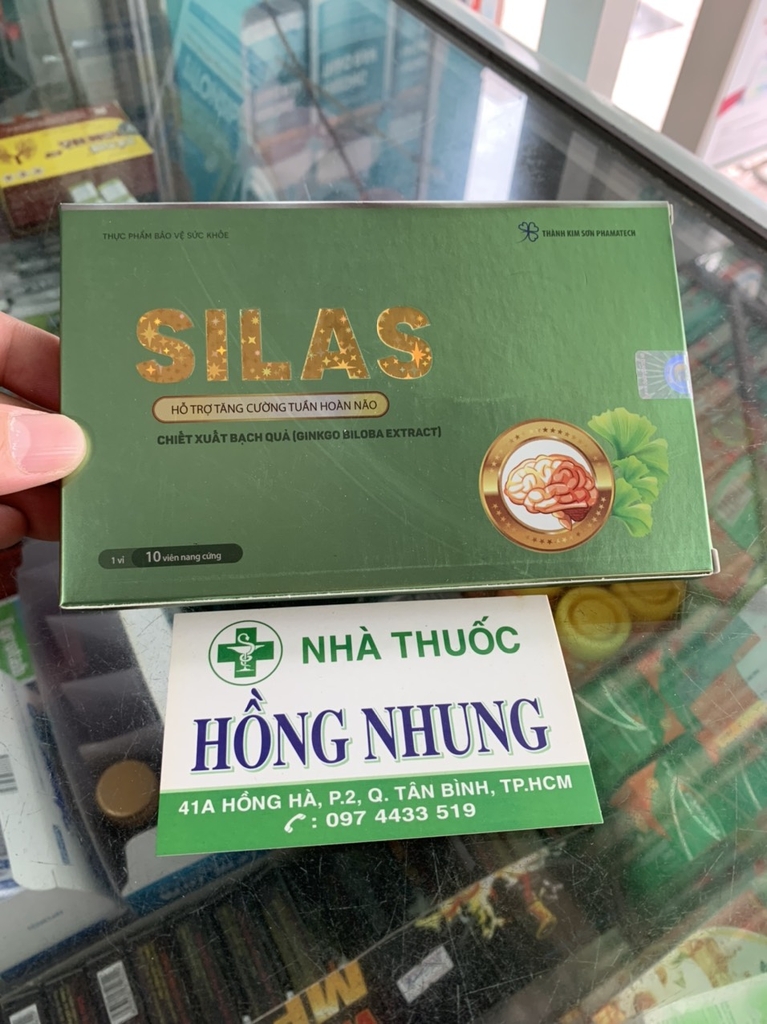 THỰC PHẨM BẢO VỆ SỨC KHỎE
THÀNH KIM SƠN PHAMATECH
SILAS
HỖ TRỢ TĂNG CƯỜNG TUẦN HOÀN NÃO
CHIẾT XUẤT BẠCH QUẢ (GINKGO BILOBA EXTRACT)
1 vỉ 10 viên nang cứng
NHÀ THUỐC
HỒNG NHUNG
41A HỒNG HÀ, P.2, Q. TÂN BÌNH, TP.HCM
: 097 4433 519